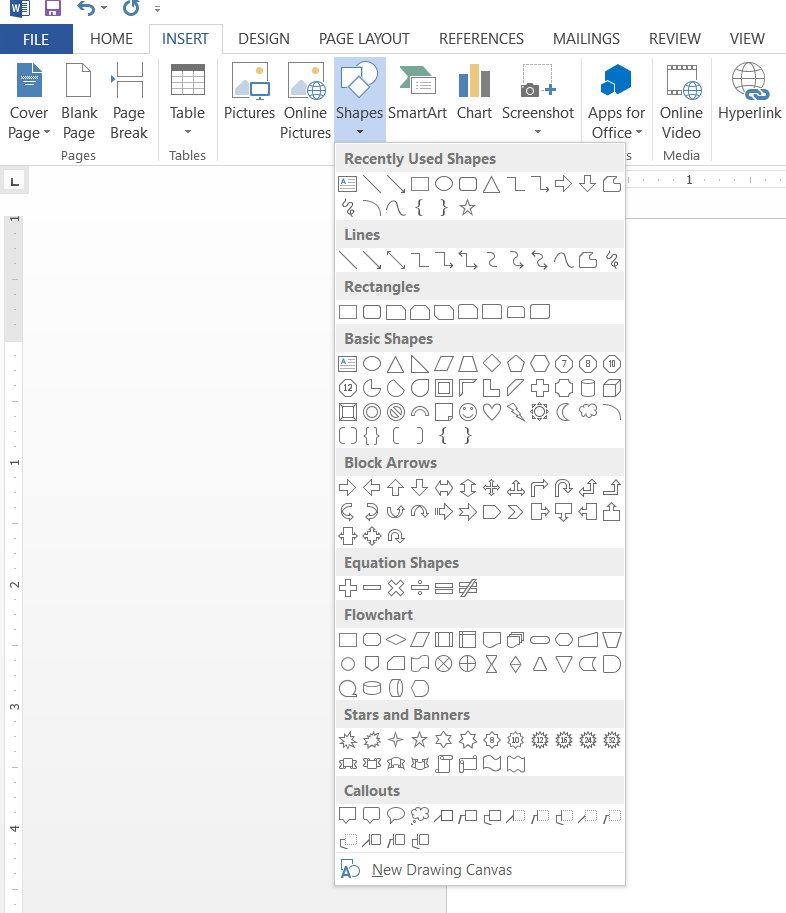 FILE HOME INSERT DESIGN PAGE LAYOUT REFERENCES MAILINGS REVIEW VIEW
Cover Page
Blank Page
Page Break
Table
Pictures
Online Pictures
Shapes
SmartArt
Chart
Screenshot
Apps for Office
Online Video
Hyperlink
Pages
Tables
s
Media
L
1
Recently Used Shapes
Lines
Rectangles
Basic Shapes
7 8 10
12
Block Arrows
Equation Shapes
Flowchart
Stars and Banners
8 10 12 16 24 32
Callouts
New Drawing Canvas
1
1
2
3
4